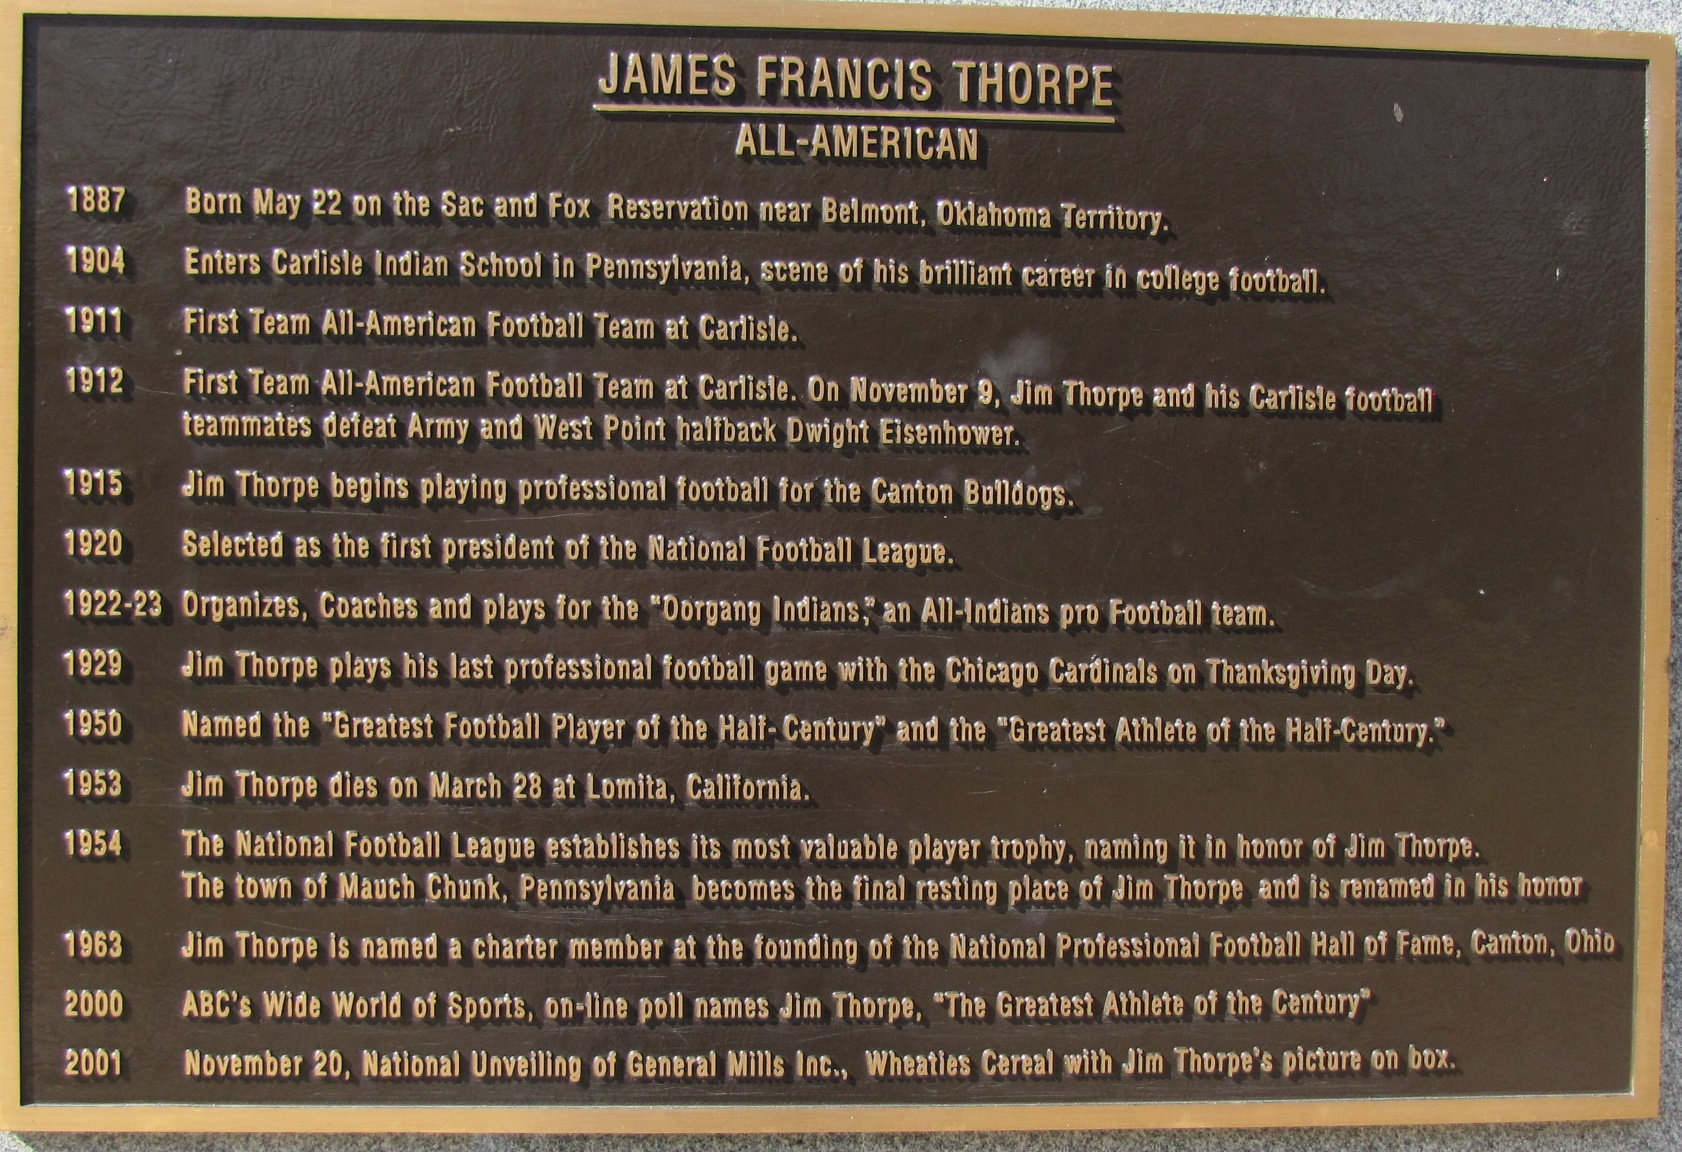 JAMES FRANCIS THORPE
ALL-AMERICAN
1887 Born May 22 on the Sac and Fox Reservation near Belmont, Oklahoma Territory.
1904 Enters Carlisle Indian School in Pennsylvania, scene of his brilliant career in college football.
1911 First Team All-American Football Team at Carlisle.
1912 First Team All-American Football Team at Carlisle. On November 9, Jim Thorpe and his Carlisle football
teammates defeat Army and West Point halfback Dwight Eisenhower.
1915 Jim Thorpe begins playing professional football for the Canton Bulldogs.
1920 Selected as the first president of the National Football League.
1922-23 Organizes, Coaches and plays for the "Oorgang Indians," an All-Indians pro Football team.
1929 Jim Thorpe plays his last professional football game with the Chicago Cardinals on Thanksgiving Day.
1950 Named the "Greatest Football Player of the Half- Century" and the "Greatest Athlete of the Half-Century."
1953 Jim Thorpe dies on March 28 at Lomita, California.
1954 The National Football League establishes its most valuable player trophy, naming it in honor of Jim Thorpe.
The town of Mauch Chunk, Pennsylvania becomes the final resting place of Jim Thorpe and is renamed in his honor
1963 Jim Thorpe is named a charter member at the founding of the National Professional Football Hall of Fame, Canton, Ohio
2000 ABC's Wide World of Sports, on-line poll names Jim Thorpe, "The Greatest Athlete of the Century"
2001 November 20, National Unveiling of General Mills Inc., Wheaties Cereal with Jim Thorpe's picture on box.